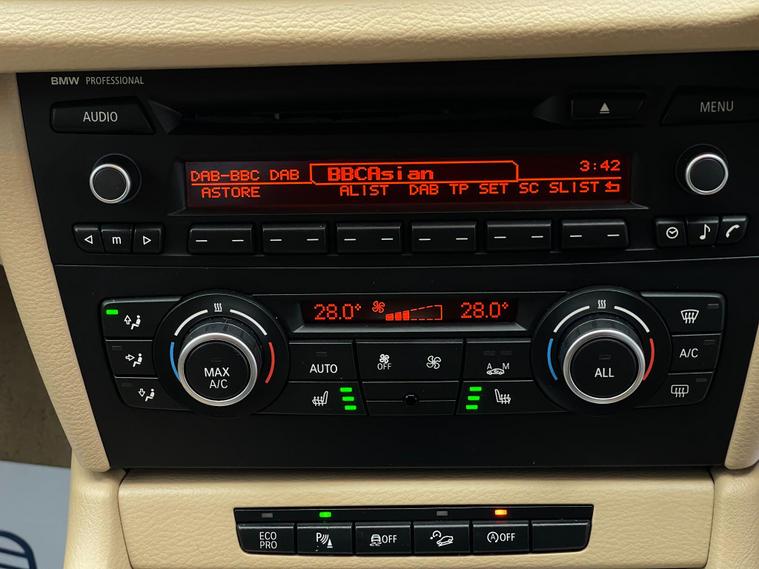 BMW PROFESSIONAL
AUDIO
MENU
DAB-BBC DAB BBCAsian 3:42
ASTORE ALIST DAB TP SET SC SLIST
m
28.0° 28.0°
MAX A/C
AUTO
OFF
A M
ALL
A/C
ECO PRO
P
OFF
A OFF